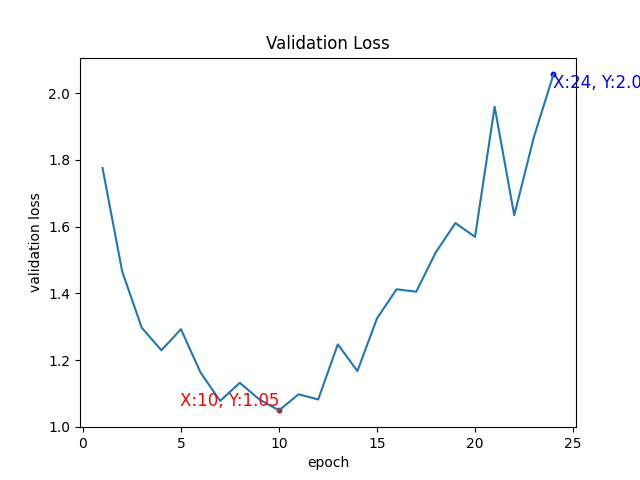 Validation Loss
validation loss
2.0
1.8
1.6
1.4
1.2
1.0
X:24, Y:2.0
X:10, Y:1.05
0 5 10 15 20 25
epoch